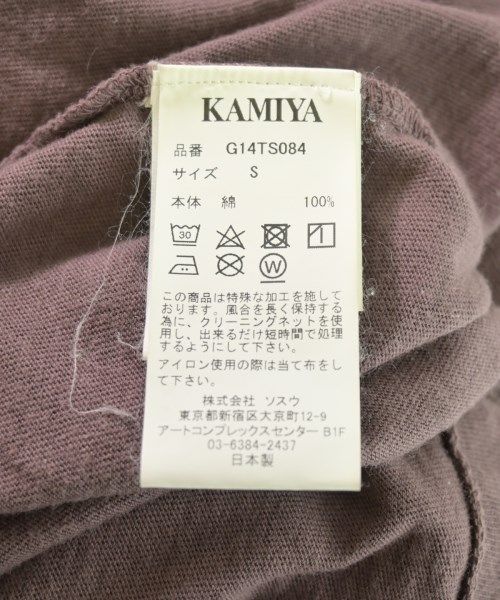 KAMIYA
品番 G14TS084
サイズ S
本体 綿 100%
30
W
この商品は特殊な加工を施して
おります。風合を長く保持する
為に、クリーニングネットを使
用し、出来るだけ短時間で処理
するようにして下さい。
アイロン使用の際は当て布をし
て下さい。
株式会社 ソスウ
東京都新宿区大京町12-9
アートコンプレックスセンター B1F
03-6384-2437
日本製